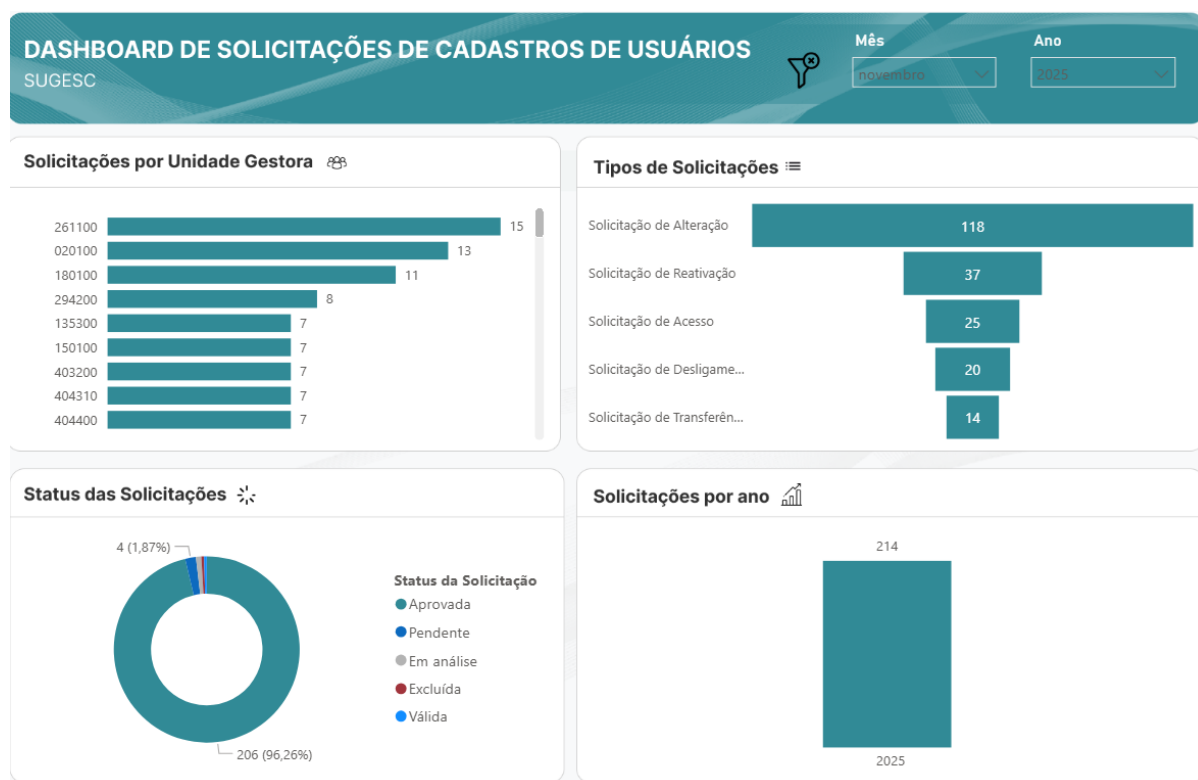 DASHBOARD DE SOLICITAÇÕES DE CADASTROS DE USUÁRIOS
SUGESC
Mês
novembro
Ano
2025
Solicitações por Unidade Gestora
261100 15
020100 13
180100 11
294200 8
135300 7
150100 7
403200 7
404310 7
404400 7
Tipos de Solicitações
Solicitação de Alteração 118
Solicitação de Reativação 37
Solicitação de Acesso 25
Solicitação de Desligame... 20
Solicitação de Transferên... 14
Status das Solicitações
4 (1,87%)
206 (96,26%)
Status da Solicitação
Aprovada
Pendente
Em análise
Excluída
Válida
Solicitações por ano
214
2025